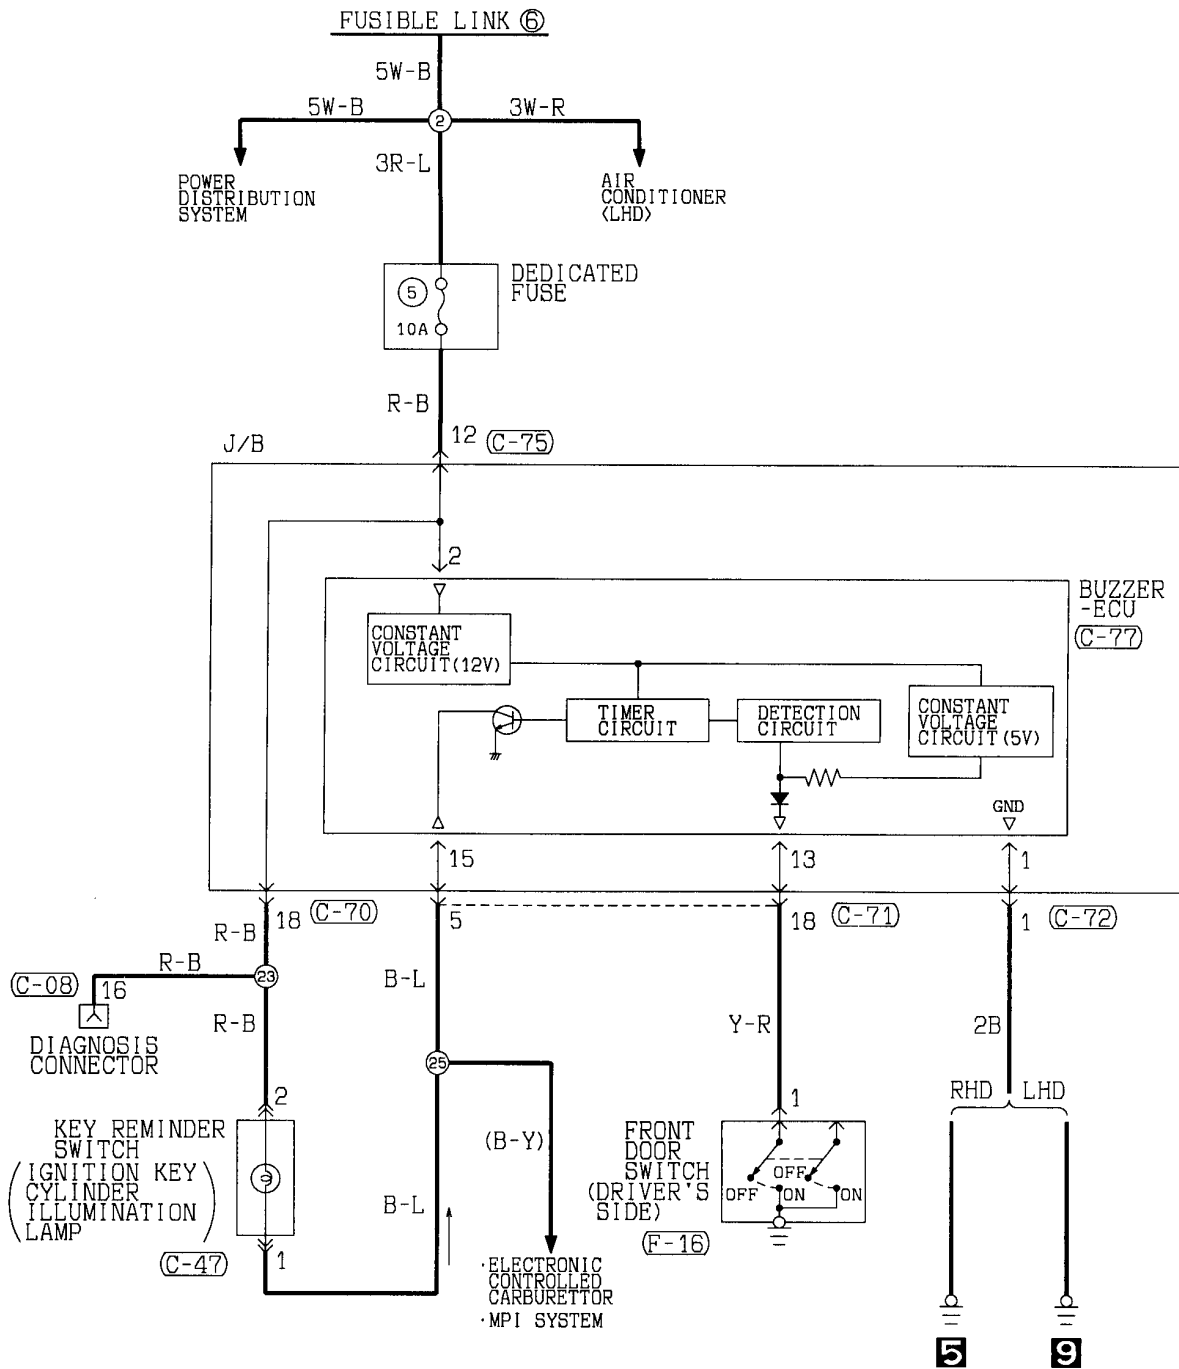 FUSIBLE LINK ⑥
5W-B
5W-B
2
3W-R
3R-L
POWER
DISTRIBUTION
SYSTEM
AIR
CONDITIONER
<LHD>
5
10A
DEDICATED
FUSE
R-B
J/B
12
C-75
2
BUZZER
-ECU
C-77
CONSTANT
VOLTAGE
CIRCUIT(12V)
TIMER
CIRCUIT
DETECTION
CIRCUIT
CONSTANT
VOLTAGE
CIRCUIT(5V)
GND
15
13
1
18
C-70
5
18
C-71
1
C-72
R-B
R-B
23
C-08
16
DIAGNOSIS
CONNECTOR
R-B
B-L
25
Y-R
2B
RHD
LHD
2
1
KEY REMINDER
SWITCH
(IGNITION KEY
CYLINDER
ILLUMINATION
LAMP)
C-47
1
B-L
(B-Y)
·ELECTRONIC
CONTROLLED
CARBURETTOR
·MPI SYSTEM
FRONT
DOOR
SWITCH
(DRIVER'S
SIDE)
F-16
OFF
OFF
ON
ON
5
9